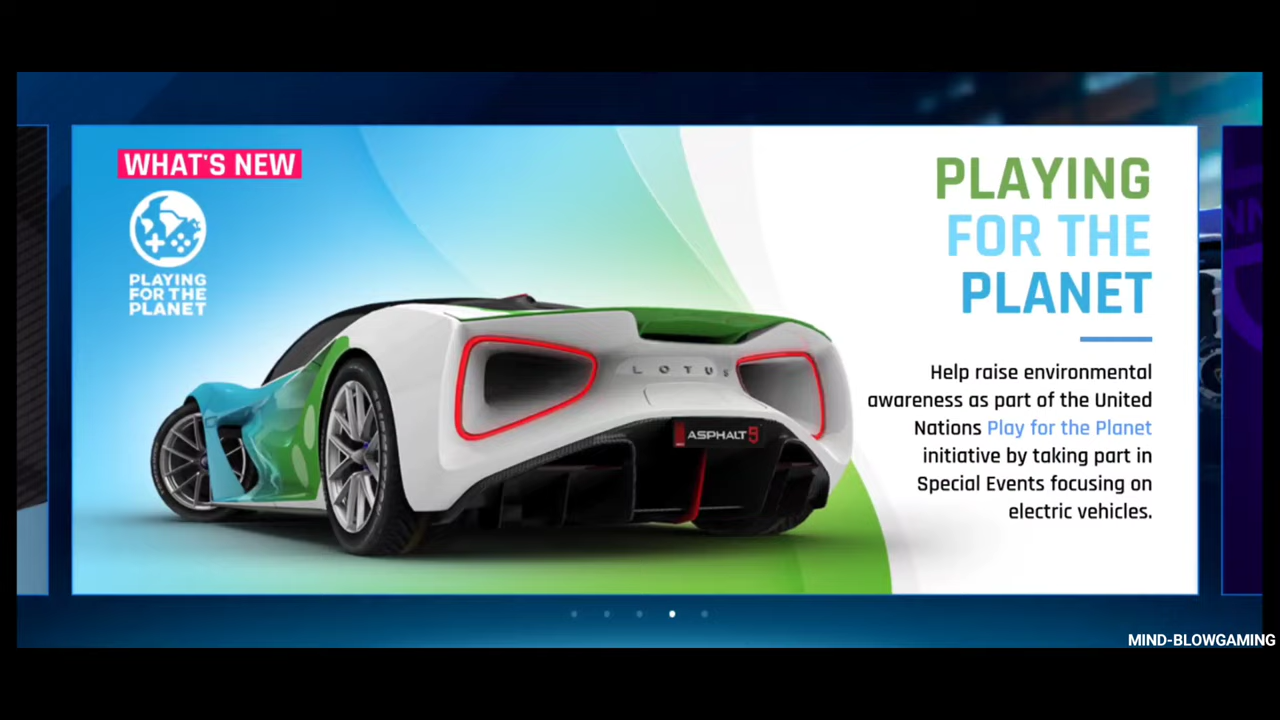 WHAT'S NEW
PLAYING
FOR THE
PLANET
PLAYING
FOR THE
PLANET
Help raise environmental
awareness as part of the United
Nations Play for the Planet
initiative by taking part in
Special Events focusing on
electric vehicles.
LOTUS
ASPHALT 9
MIND-BLOWGAMING